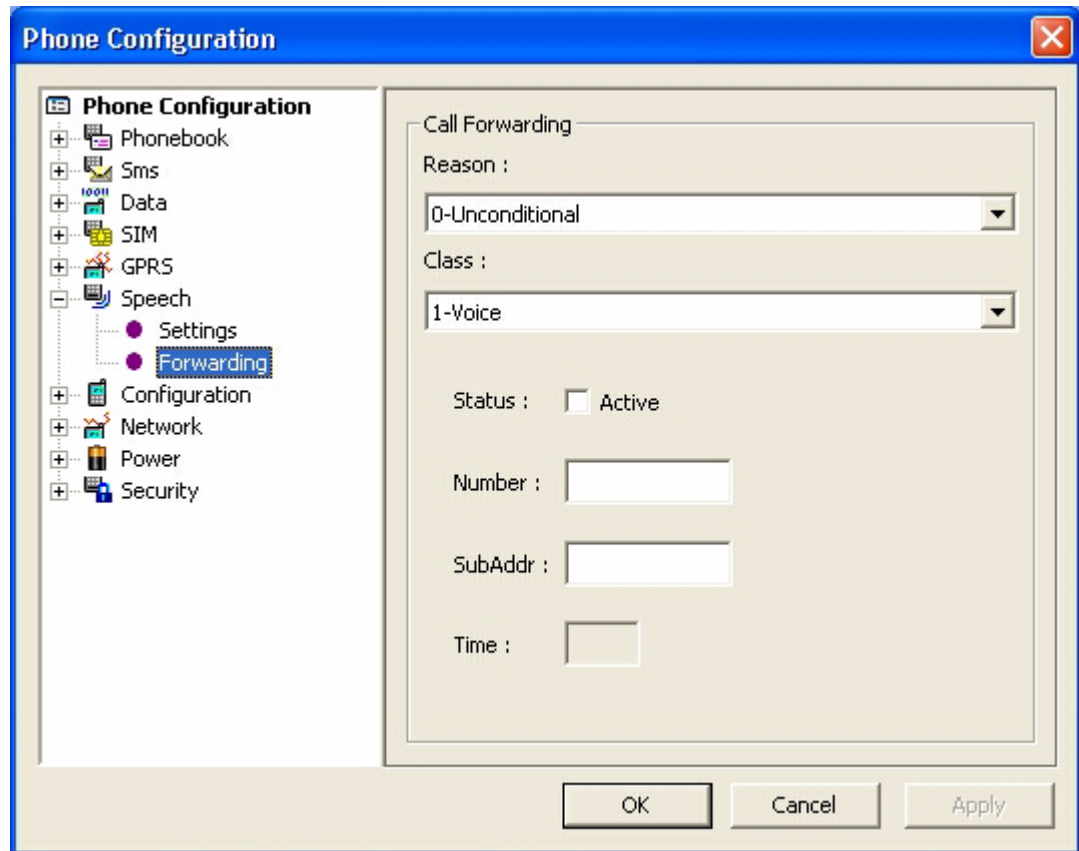 Phone Configuration
Phone Configuration
Phonebook
Sms
10011
Data
SIM
GPRS
Speech
Settings
Forwarding
Configuration
Network
Power
Security
Call Forwarding
Reason :
0-Unconditional
Class :
1-Voice
Status :
Active
Number :
SubAddr :
Time :
OK
Cancel
Apply